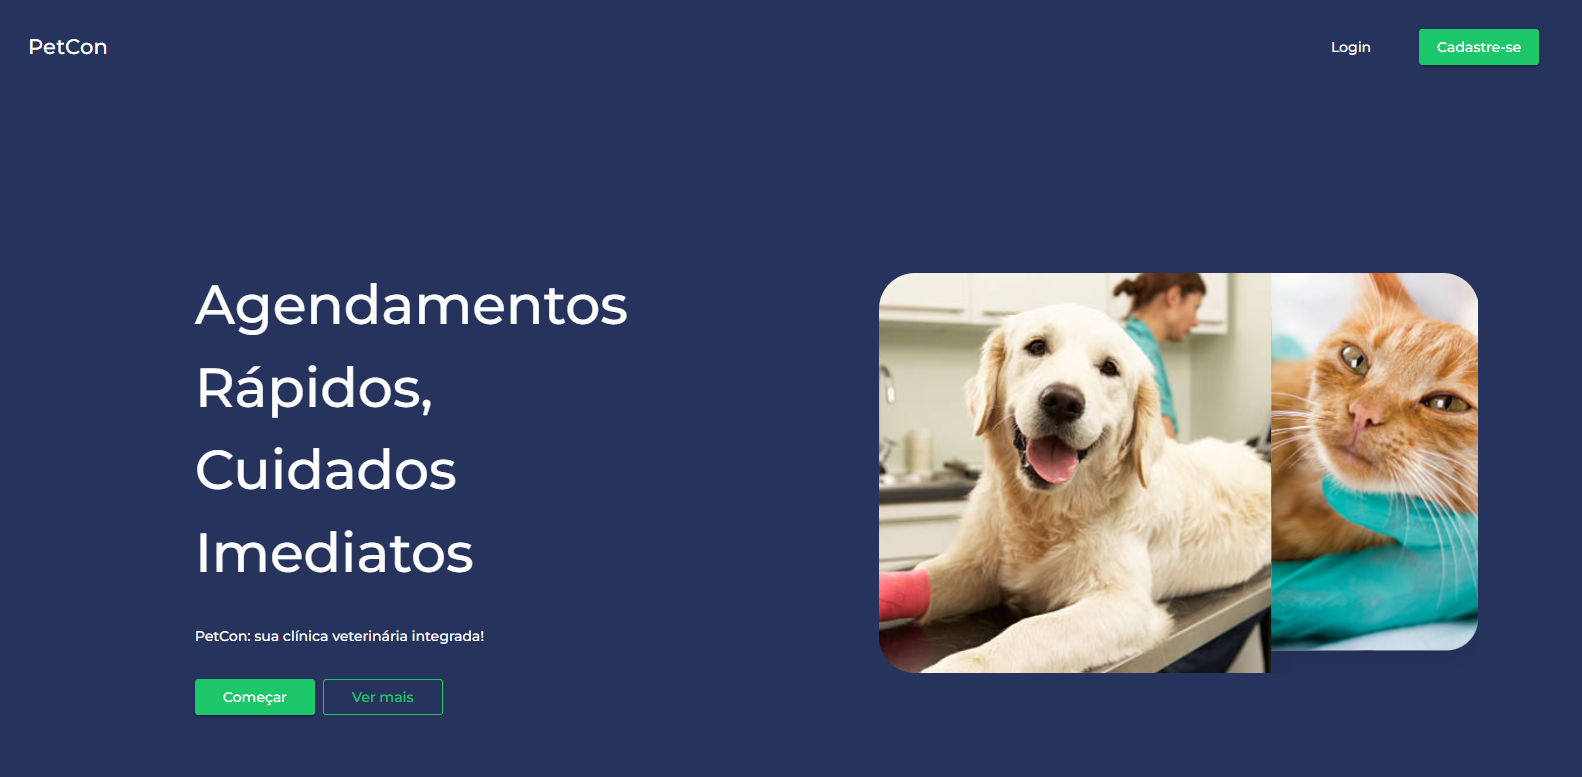 PetCon
Login
Cadastre-se
Agendamentos
Rápidos,
Cuidados
Imediatos
PetCon: sua clínica veterinária integrada!
Começar
Ver mais